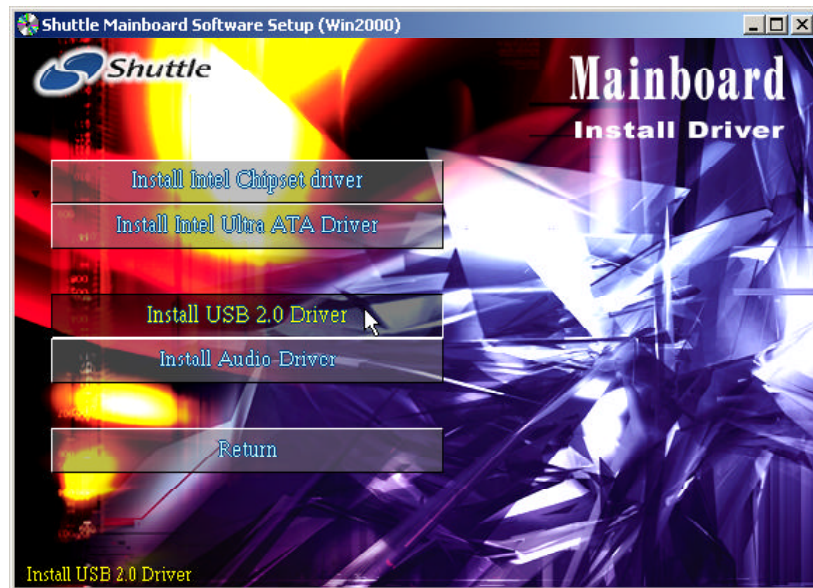 Shuttle Mainboard Software Setup (Win2000)
Shuttle
Mainboard
Install Driver
Install Intel Chipset driver
Install Intel Ultra ATA Driver
Install USB 2.0 Driver
Install Audio Driver
Return
Install USB 2.0 Driver